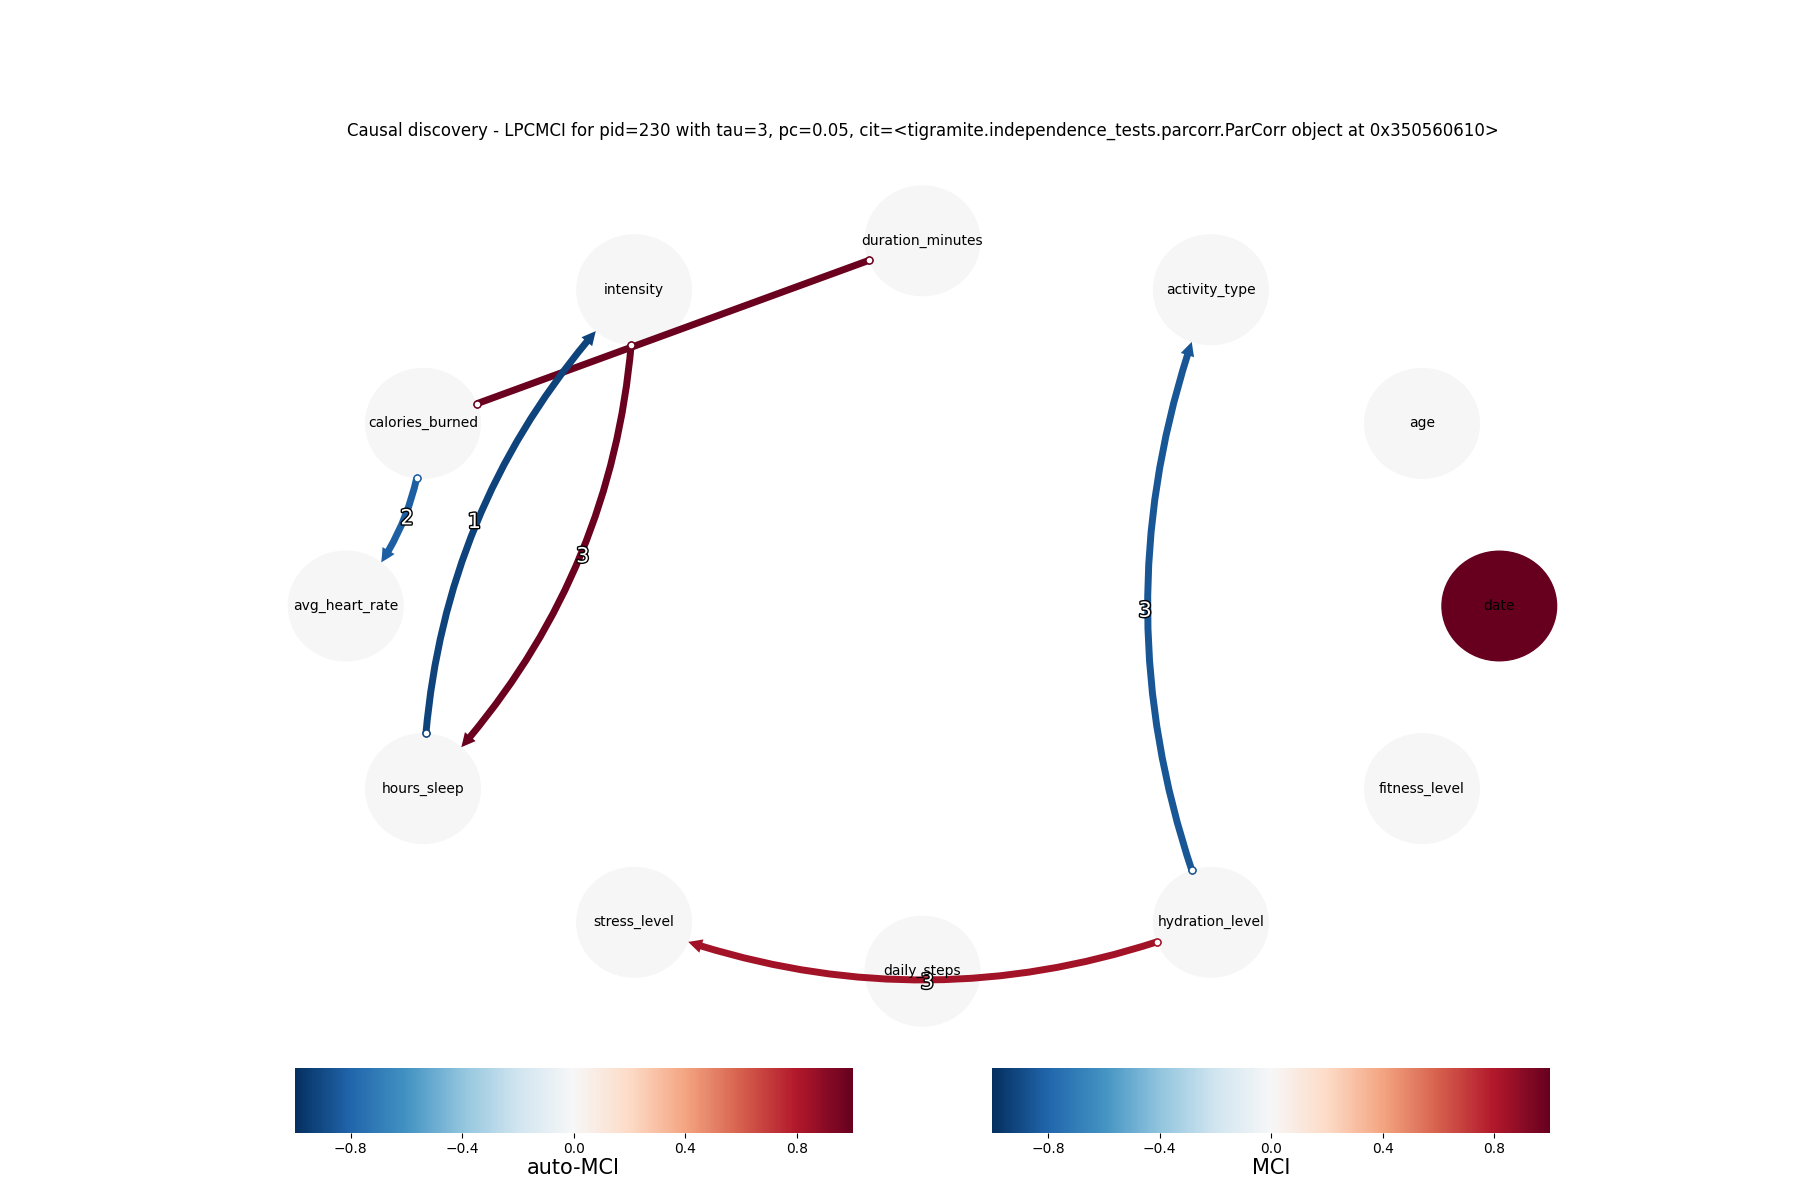 Causal discovery - LPCMCI for pid=230 with tau=3, pc=0.05, cit=<tigramite.independence_tests.parcorr.ParCorr object at 0x350560610>
duration_minutes
intensity
activity_type
calories_burned
age
2
1
3
avg_heart_rate
3
date
hours_sleep
fitness_level
stress_level
hydration_level
daily_steps
3
−0.8 −0.4 0.0 0.4 0.8
auto-MCI
−0.8 −0.4 0.0 0.4 0.8
MCI